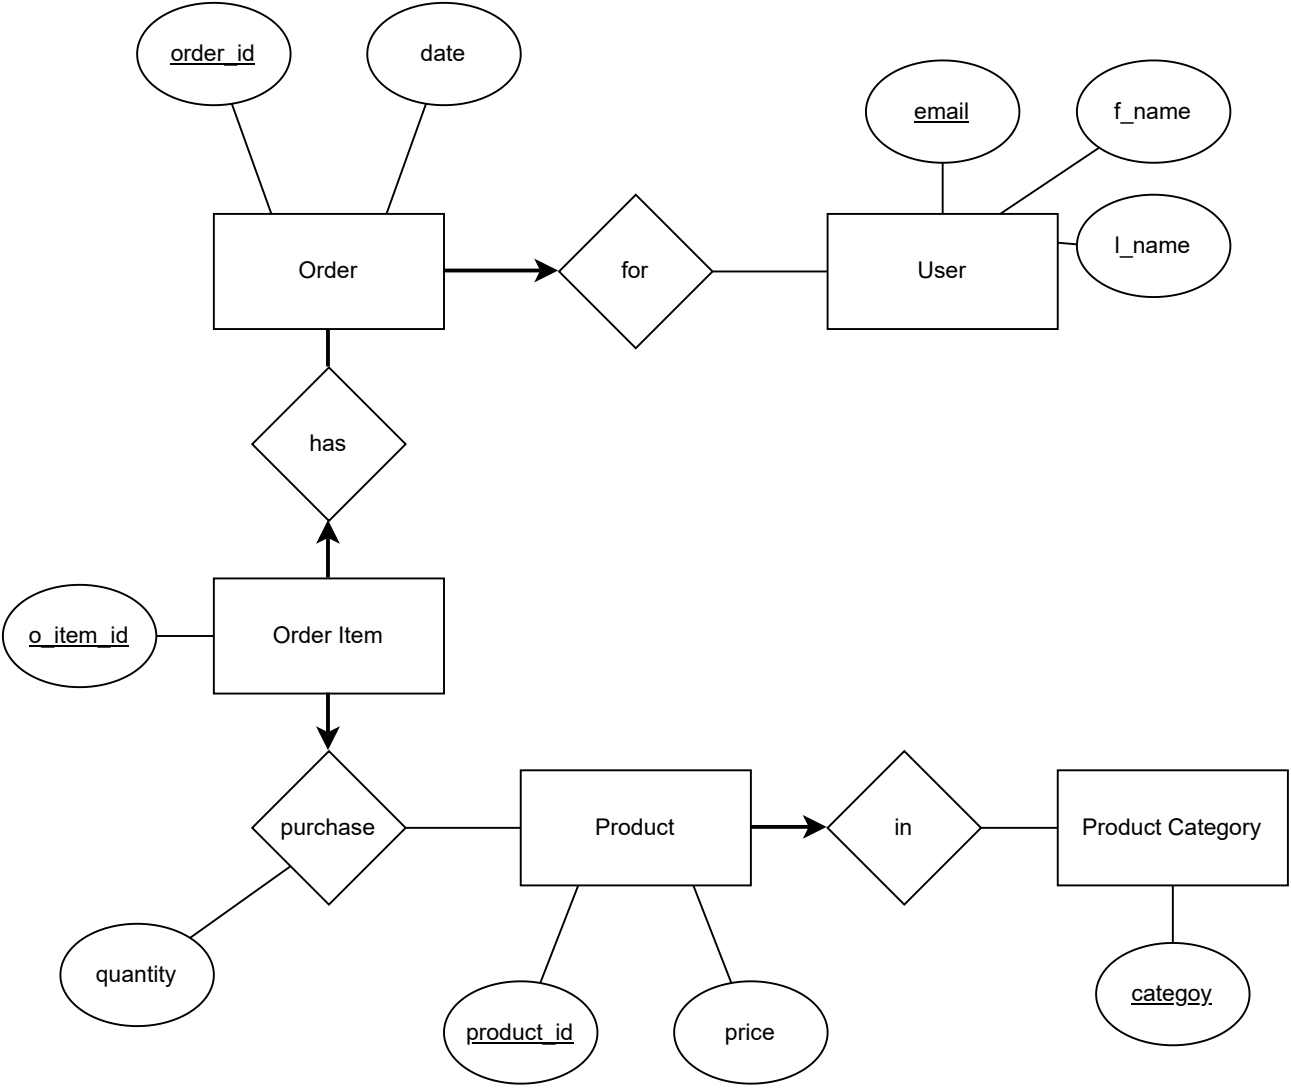 order_id
date
email
f_name
l_name
Order
for
User
has
o_item_id
Order Item
purchase
Product
in
Product Category
quantity
product_id
price
categoy